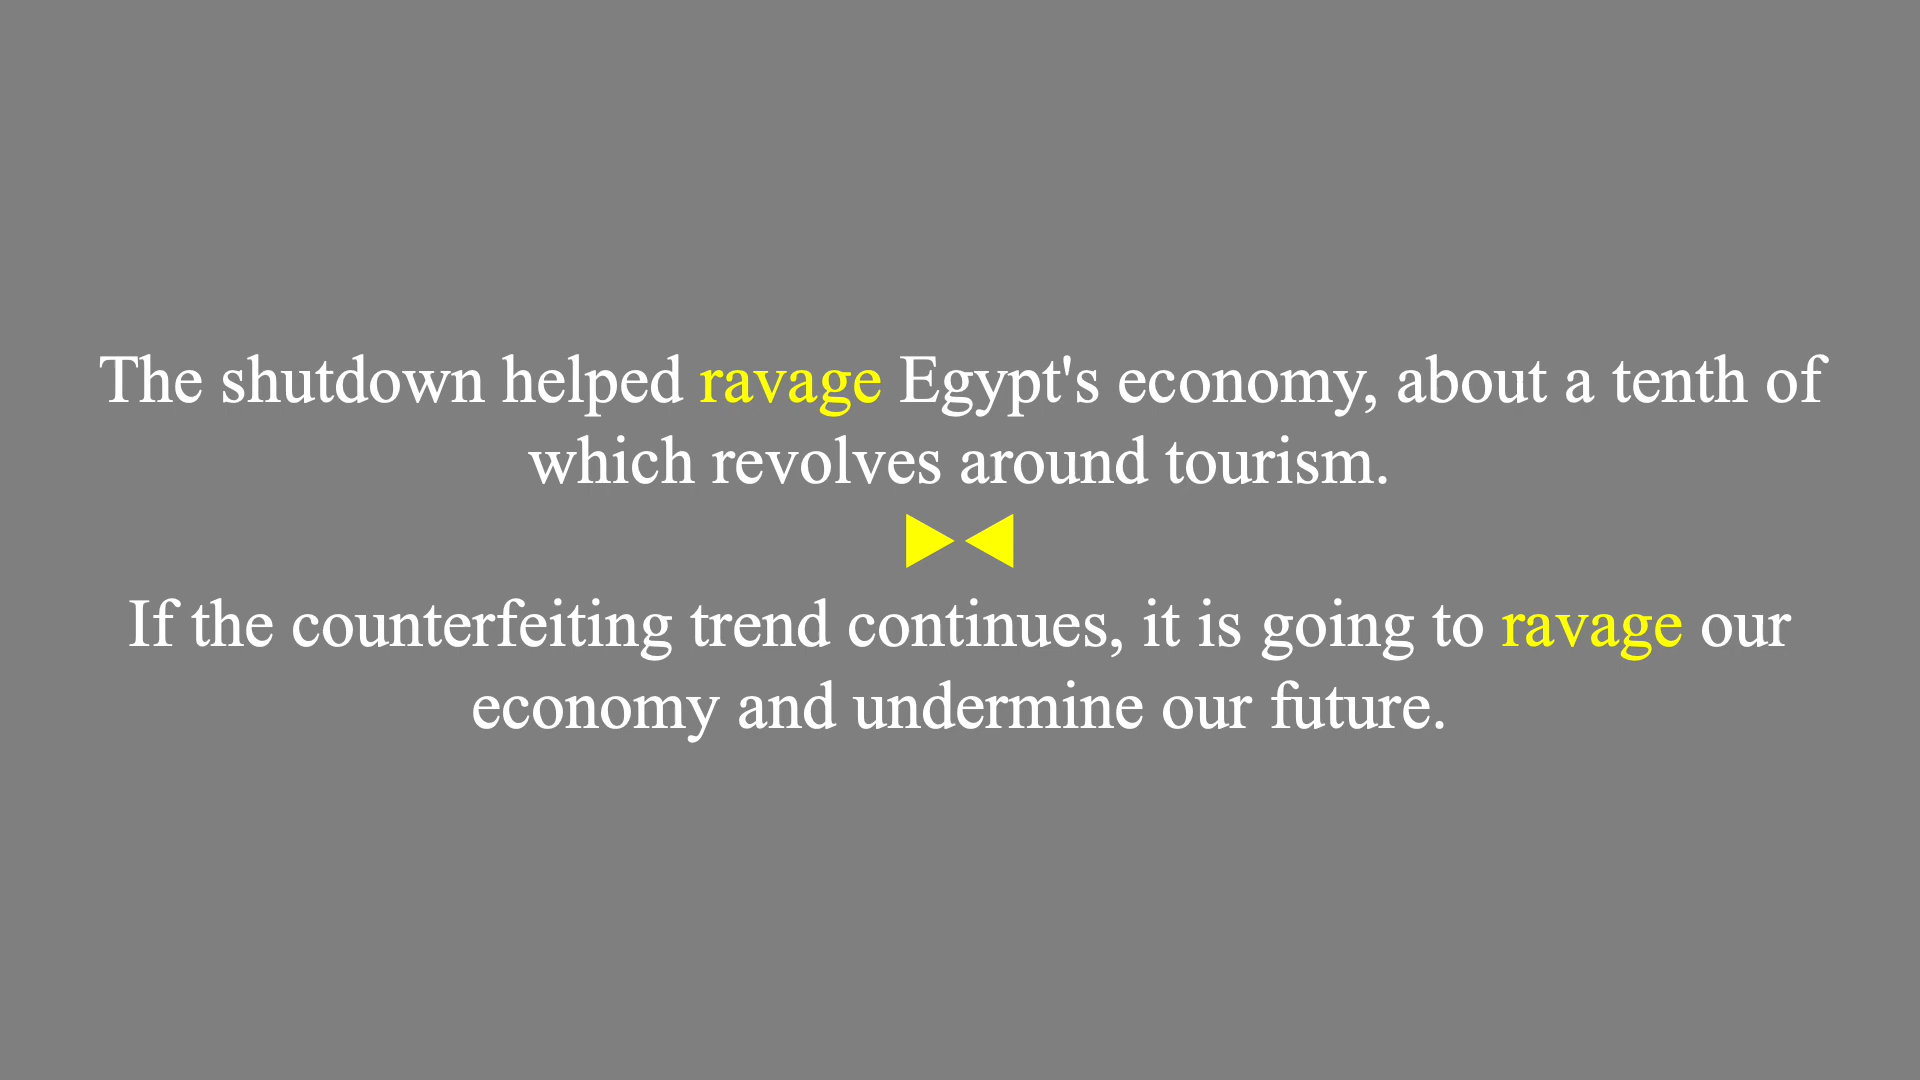 The shutdown helped ravage Egypt's economy, about a tenth of
which revolves around tourism.
If the counterfeiting trend continues, it is going to ravage our
economy and undermine our future.